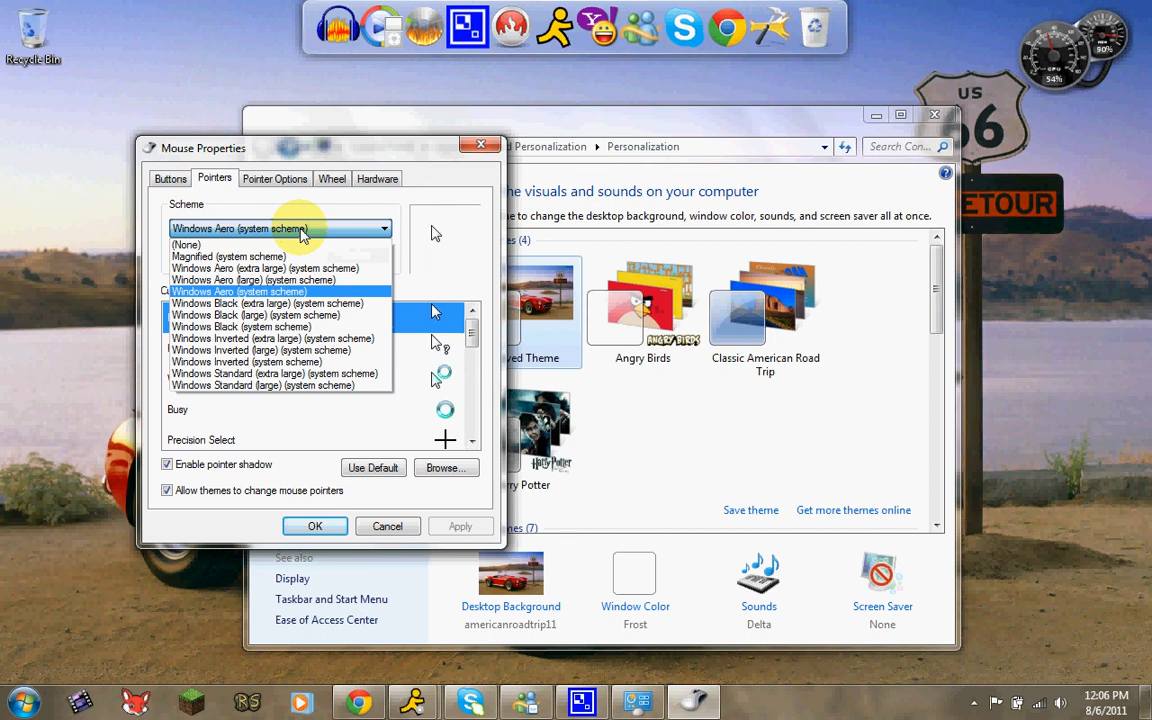 Recycle Bin
90%
54%
US
66
DETOUR
Mouse Properties
Buttons
Pointers
Pointer Options
Wheel
Hardware
Scheme
Windows Aero (system scheme)
(None)
Magnified (system scheme)
Windows Aero (extra large) (system scheme)
Windows Aero (large) (system scheme)
Windows Aero (system scheme)
Windows Black (extra large) (system scheme)
Windows Black (large) (system scheme)
Windows Black (system scheme)
Windows Inverted (extra large) (system scheme)
Windows Inverted (large) (system scheme)
Windows Inverted (system scheme)
Windows Standard (extra large) (system scheme)
Windows Standard (large) (system scheme)
Busy
Precision Select
Enable pointer shadow
Use Default
Browse...
Allow themes to change mouse pointers
OK
Cancel
Apply
d Personalization
Personalization
Search Con...
he visuals and sounds on your computer
e to change the desktop background, window color, sounds, and screen saver all at once.
es (4)
ved Theme
ANGRY BIRDS
Angry Birds
Classic American Road
Trip
Harry Potter
rry Potter
Save theme
Get more themes online
mes (7)
See also
Display
Taskbar and Start Menu
Ease of Access Center
Desktop Background
americanroadtrip11
Window Color
Frost
Sounds
Delta
Screen Saver
None
RS
12:06 PM
8/6/2011